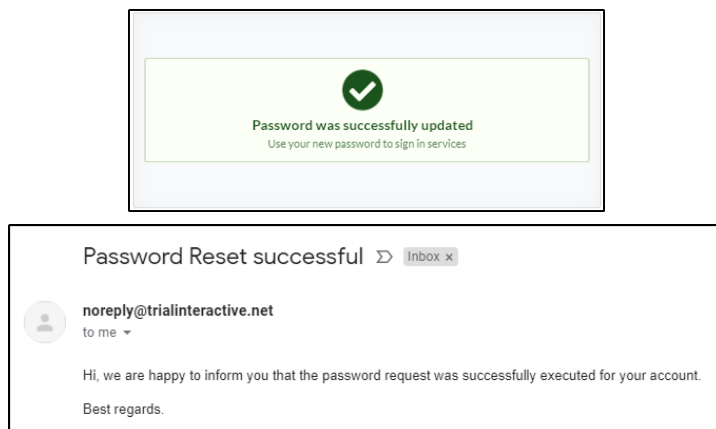 Password was successfully updated
Use your new password to sign in services
Password Reset successful
Inbox x
noreply@trialinteractive.net
to me
Hi, we are happy to inform you that the password request was successfully executed for your account.
Best regards.